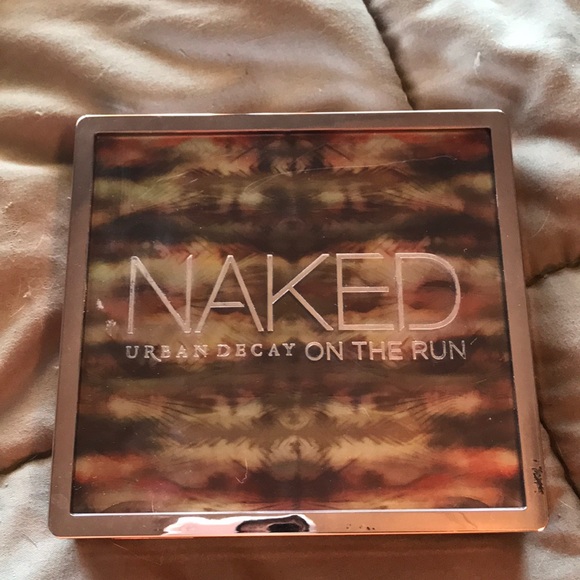 NAKED
URBAN DECAY ON THE RUN